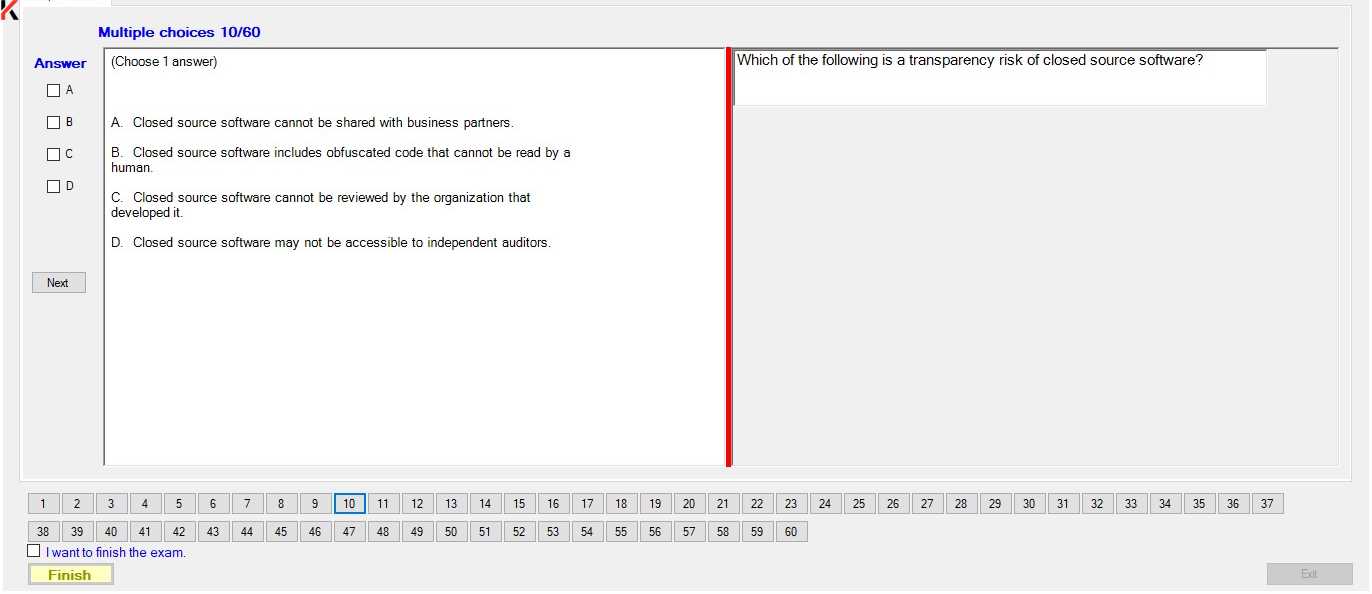 Multiple choices 10/60
Answer
A
B
C
D
Next
(Choose 1 answer)
A. Closed source software cannot be shared with business partners.
B. Closed source software includes obfuscated code that cannot be read by a
human.
C. Closed source software cannot be reviewed by the organization that
developed it.
D. Closed source software may not be accessible to independent auditors.
Which of the following is a transparency risk of closed source software?
1 2 3 4 5 6 7 8 9 10 11 12 13 14 15 16 17 18 19 20 21 22 23 24 25 26 27 28 29 30 31 32 33 34 35 36 37
38 39 40 41 42 43 44 45 46 47 48 49 50 51 52 53 54 55 56 57 58 59 60
I want to finish the exam.
Finish
Exit